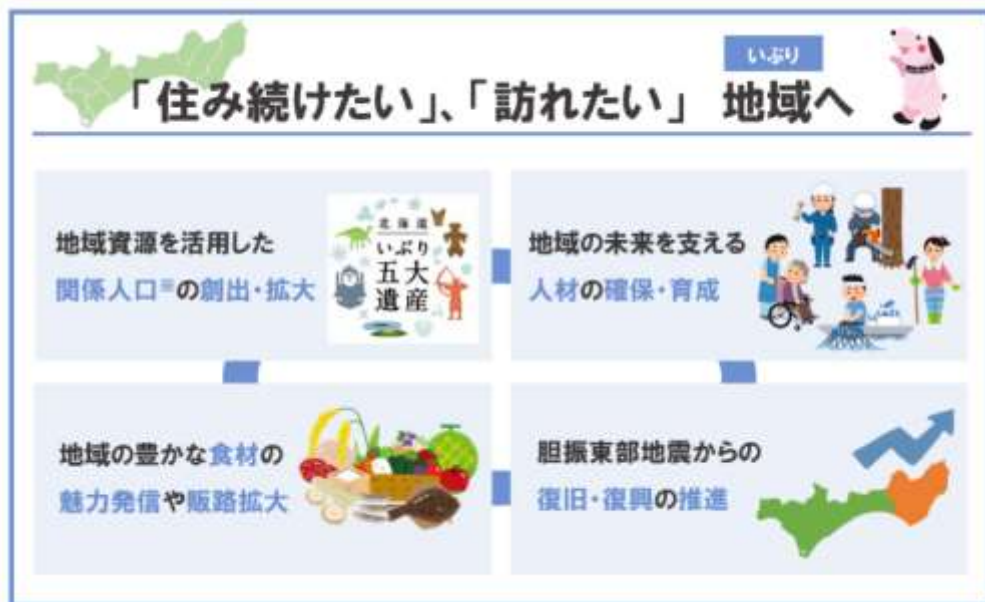 いぶり
「住み続けたい」、「訪れたい」 地域へ
地域資源を活用した
関係人口※の創出・拡大
北海道
いぶり
五大
遺産
地域の未来を支える
人材の確保・育成
地域の豊かな食材の
魅力発信や販路拡大
胆振東部地震からの
復旧・復興の推進